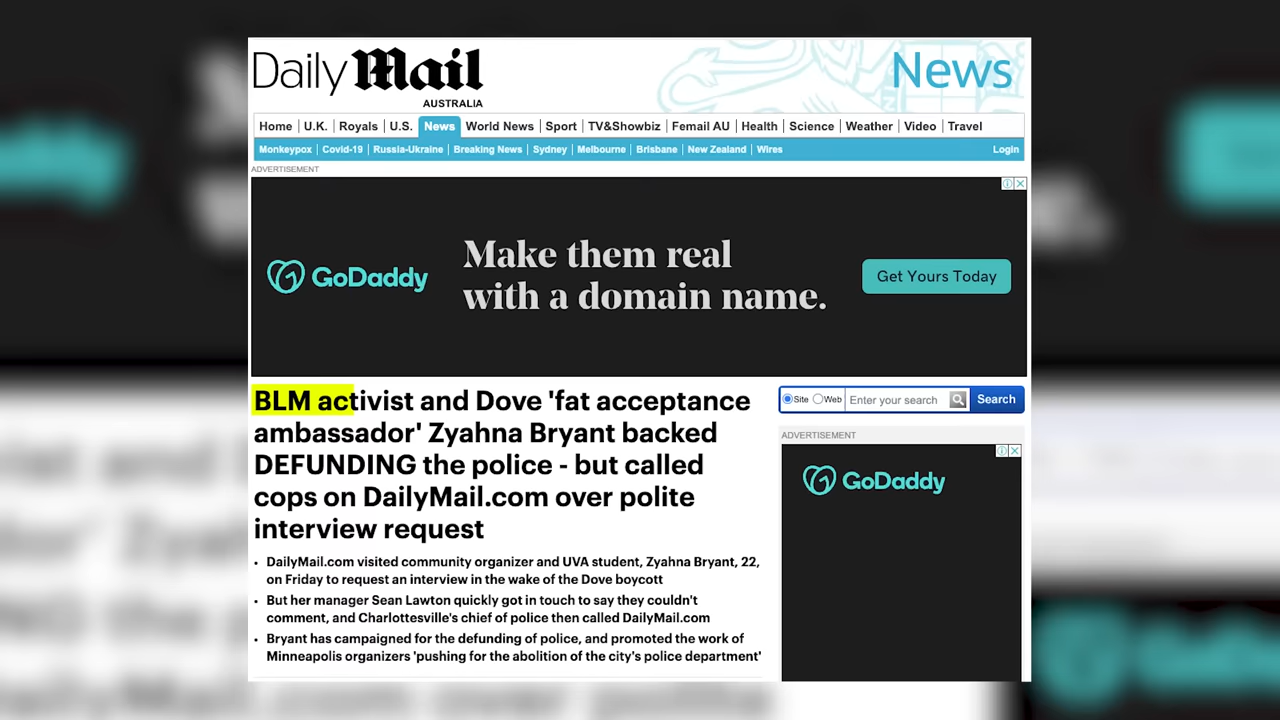 Daily Mail
AUSTRALIA
News
Home U.K. Royals U.S. News World News Sport TV&Showbiz Femail AU Health Science Weather Video Travel
Monkeypox Covid-19 Russia-Ukraine Breaking News Sydney Melbourne Brisbane New Zealand Wires Login
ADVERTISEMENT
GoDaddy
Make them real
with a domain name.
Get Yours Today
BLM activist and Dove 'fat acceptance
ambassador' Zyahna Bryant backed
DEFUNDING the police - but called
cops on DailyMail.com over polite
interview request
• DailyMail.com visited community organizer and UVA student, Zyahna Bryant, 22,
on Friday to request an interview in the wake of the Dove boycott
• But her manager Sean Lawton quickly got in touch to say they couldn't
comment, and Charlottesville's chief of police then called DailyMail.com
• Bryant has campaigned for the defunding of police, and promoted the work of
Minneapolis organizers 'pushing for the abolition of the city's police department'
Site Web Enter your search Search
ADVERTISEMENT
GoDaddy